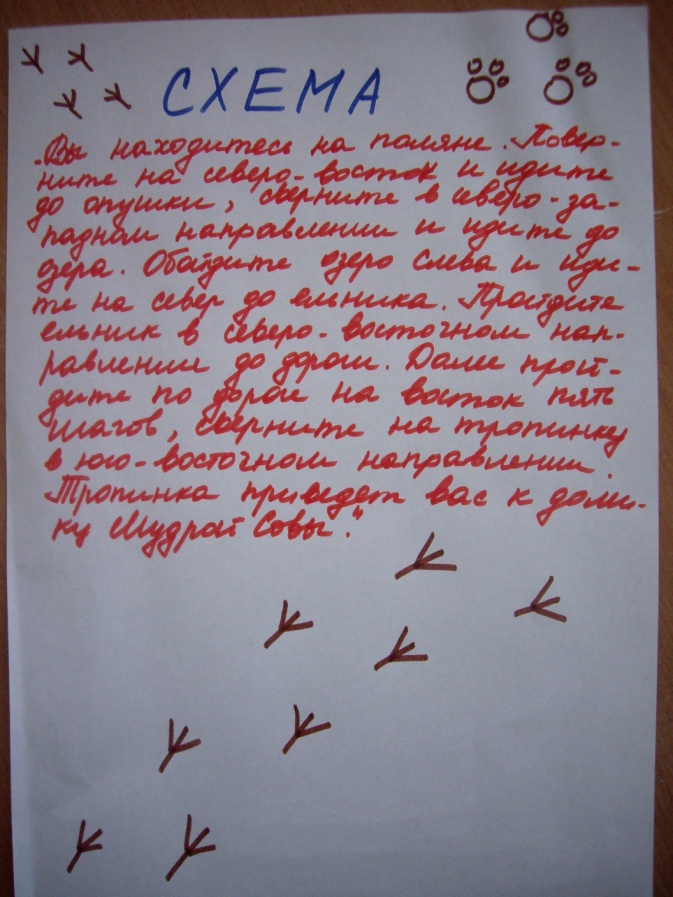 СХЕМА
„Вы находитесь на поляне. Повер-
ните на северо-восток и идите
до опушки, сверните в северо-за-
падном направлении и идите до
озера. Обойдите озеро слева и иди-
те на север до ельника. Пройдите
ельник в северо-восточном нап-
равлении до дороги. Далее прой-
дите по дороге на восток пять
шагов, сверните на тропинку
в юго-восточном направлении.
Тропинка приведет вас к доми-
ку Мудрой Совы."